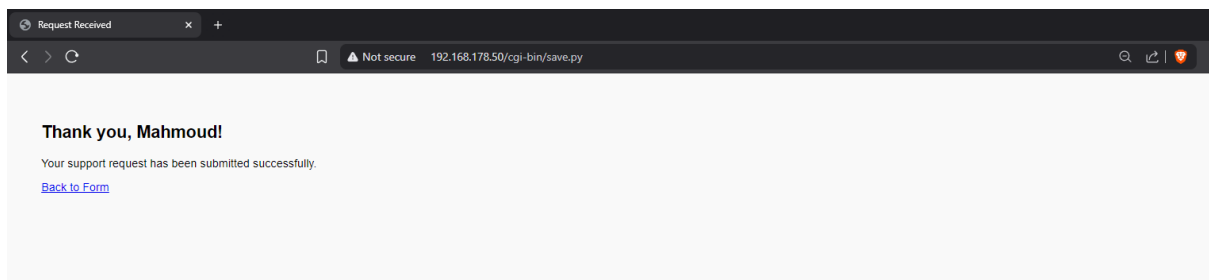 Request Received
Not secure 192.168.178.50/cgi-bin/save.py
Thank you, Mahmoud!
Your support request has been submitted successfully.
Back to Form